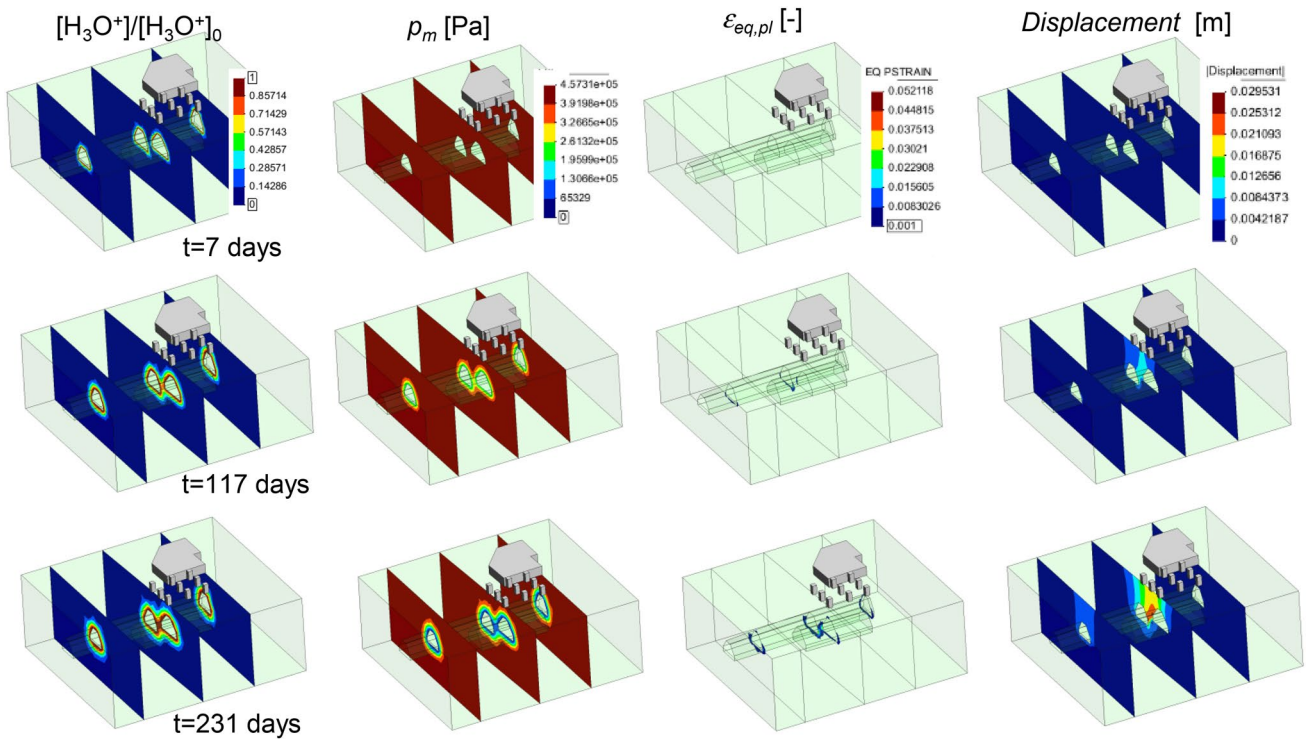 [H₃O⁺]/[H₃O⁺]₀
pₘ [Pa]
εeq,pl [-]
Displacement [m]
1
0.85714
0.71429
0.57143
0.42857
0.28571
0.14286
0
4.5731e+05
3.9198e+05
3.2665e+05
2.6132e+05
1.9599e+05
1.3066e+05
65329
0
EQ PSTRAIN
0.052118
0.044815
0.037513
0.03021
0.022908
0.015605
0.0083026
0.001
|Displacement|
0.029531
0.025312
0.021093
0.016875
0.012656
0.0084373
0.0042187
0
t=7 days
t=117 days
t=231 days